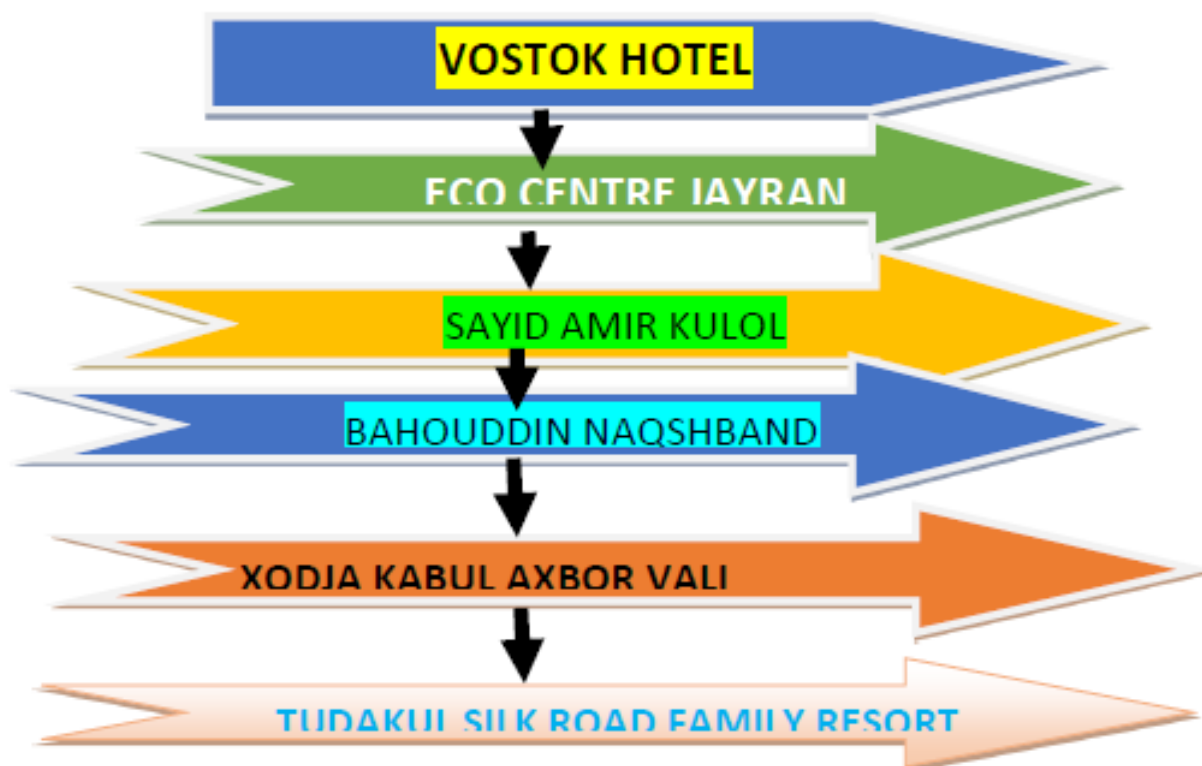 VOSTOK HOTEL
ECO CENTRE JAYRAN
SAYID AMIR KULOL
BAHOUDDIN NAQSHBAND
XODJA KABUL AXBOR VALI
TUDAKUL SILK ROAD FAMILY RESORT